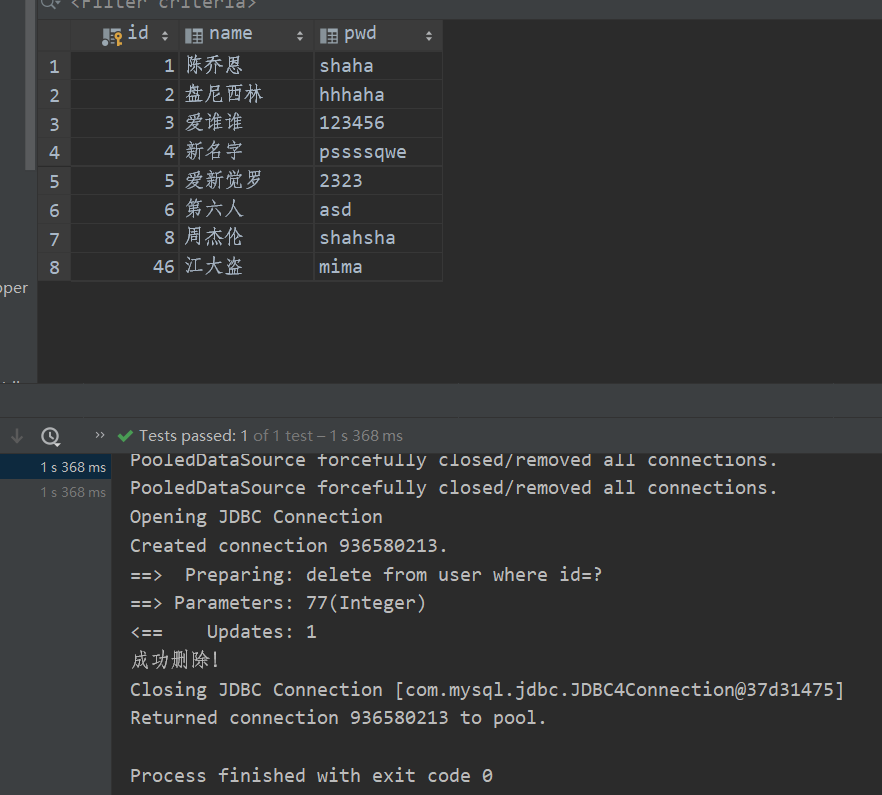 <Filter criteria>
id name pwd
1 1 陈乔恩 shaha
2 2 盘尼西林 hhhaha
3 3 爱谁谁 123456
4 4 新名字 pssssqwe
5 5 爱新觉罗 2323
6 6 第六人 asd
7 8 周杰伦 shahsha
8 46 江大盗 mima
pper
» Tests passed: 1 of 1 test – 1 s 368 ms
1 s 368 ms
1 s 368 ms
PooledDataSource forcefully closed/removed all connections.
PooledDataSource forcefully closed/removed all connections.
Opening JDBC Connection
Created connection 936580213.
==>  Preparing: delete from user where id=?
==> Parameters: 77(Integer)
<==    Updates: 1
成功删除!
Closing JDBC Connection [com.mysql.jdbc.JDBC4Connection@37d31475]
Returned connection 936580213 to pool.
Process finished with exit code 0